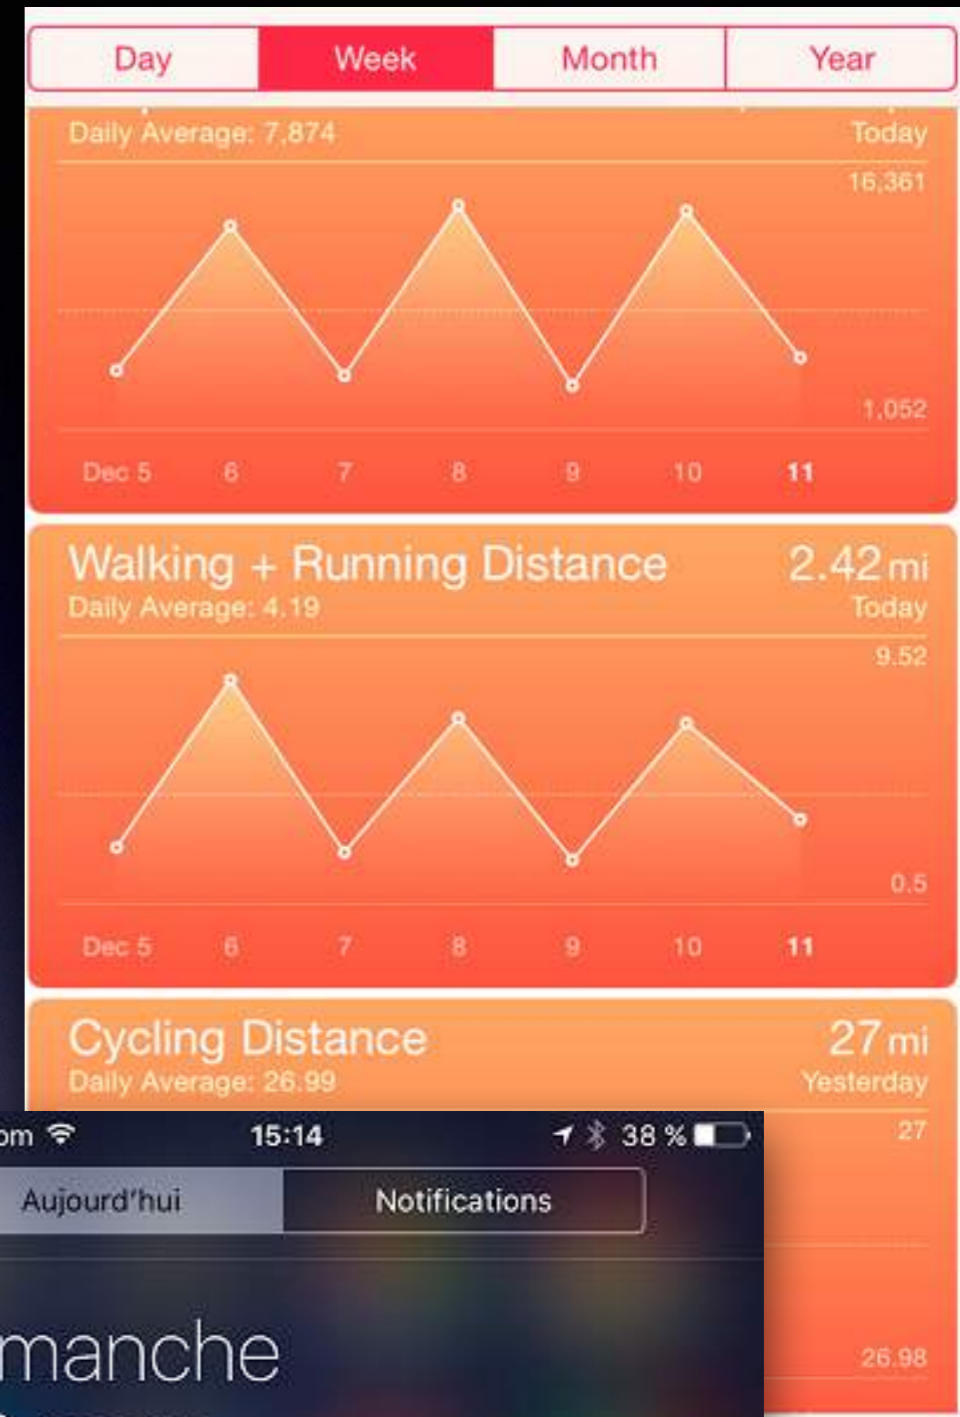 Day Week Month Year
Daily Average: 7,874 Today
16,361
1,052
Dec 5 6 7 8 9 10 11
Walking + Running Distance 2.42 mi
Daily Average: 4.19 Today
9.52
0.5
Dec 5 6 7 8 9 10 11
Cycling Distance 27 mi
Daily Average: 26.99 Yesterday
27
om 15:14 38 %
Aujourd'hui Notifications
manche
26.98